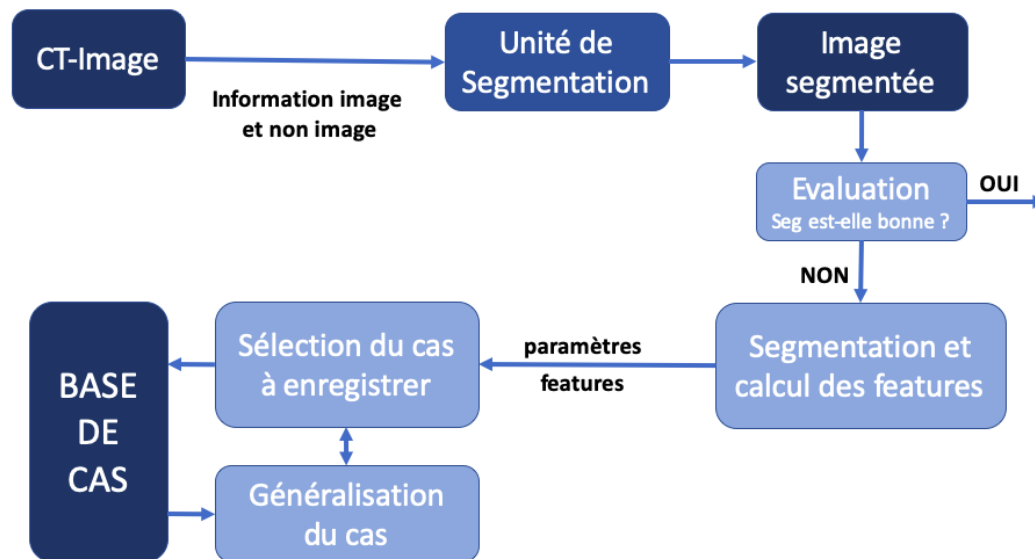 CT-Image
Information image
et non image
Unité de
Segmentation
Image
segmentée
Evaluation
Seg est-elle bonne ?
OUI
NON
Segmentation et
calcul des features
paramètres
features
Sélection du cas
à enregistrer
Généralisation
du cas
BASE
DE
CAS